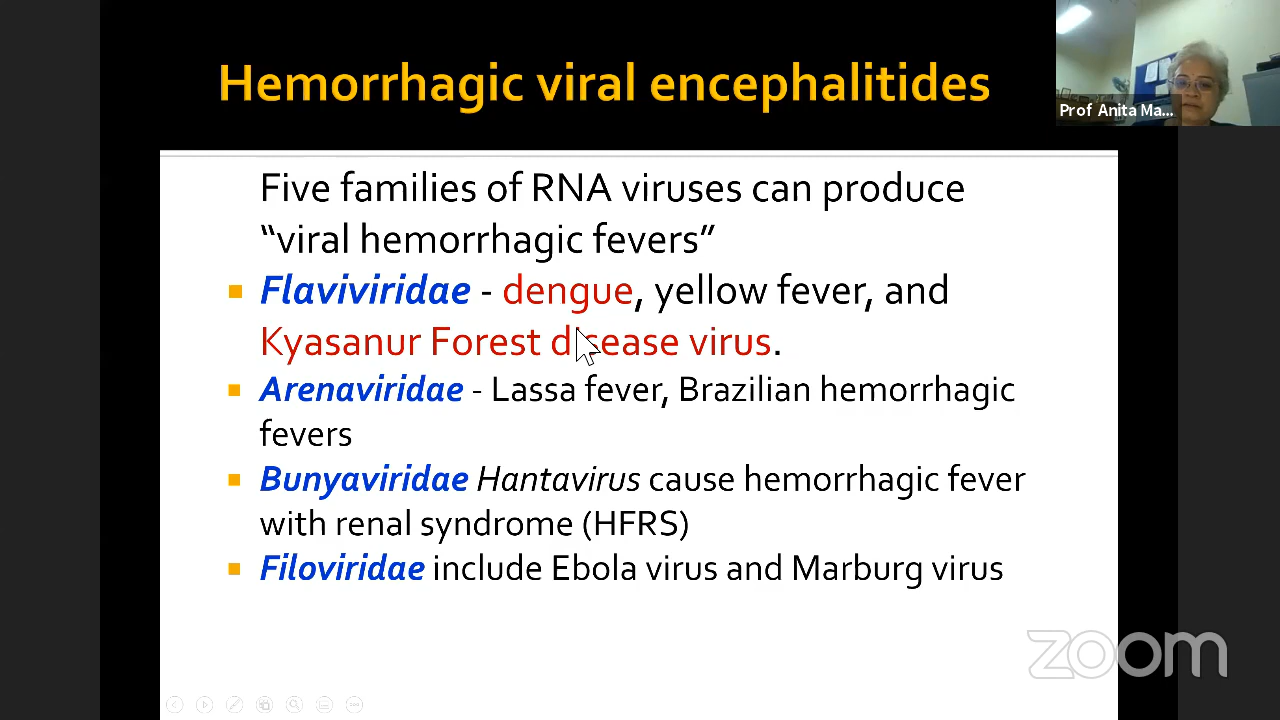 Hemorrhagic viral encephalitides
Prof Anita Ma...
Five families of RNA viruses can produce
“viral hemorrhagic fevers”
Flaviviridae - dengue, yellow fever, and
Kyasanur Forest disease virus.
Arenaviridae - Lassa fever, Brazilian hemorrhagic
fevers
Bunyaviridae Hantavirus cause hemorrhagic fever
with renal syndrome (HFRS)
Filoviridae include Ebola virus and Marburg virus
zoom